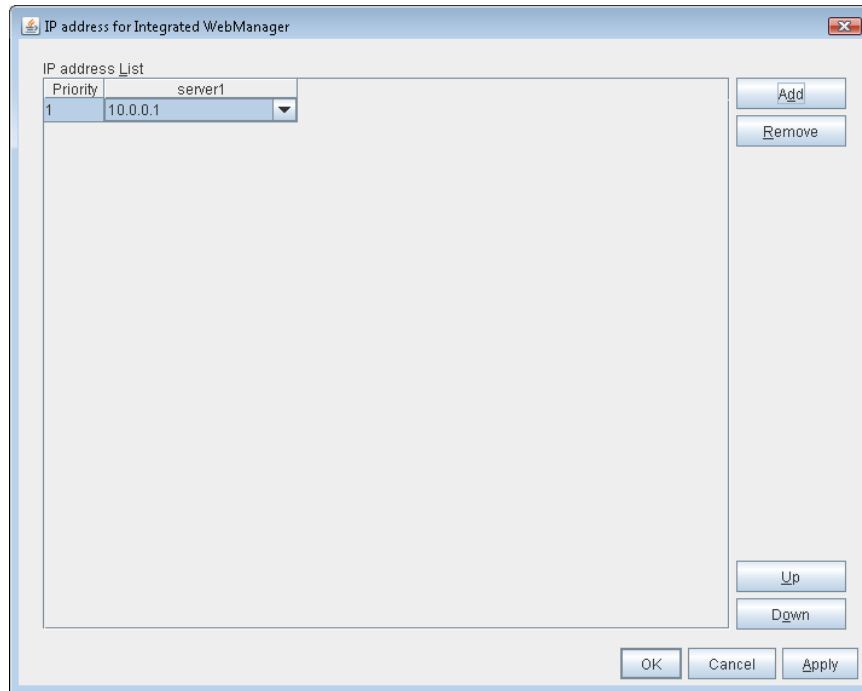 IP address for Integrated WebManager
IP address List
Priority server1
1 10.0.0.1
Add
Remove
Up
Down
OK Cancel Apply